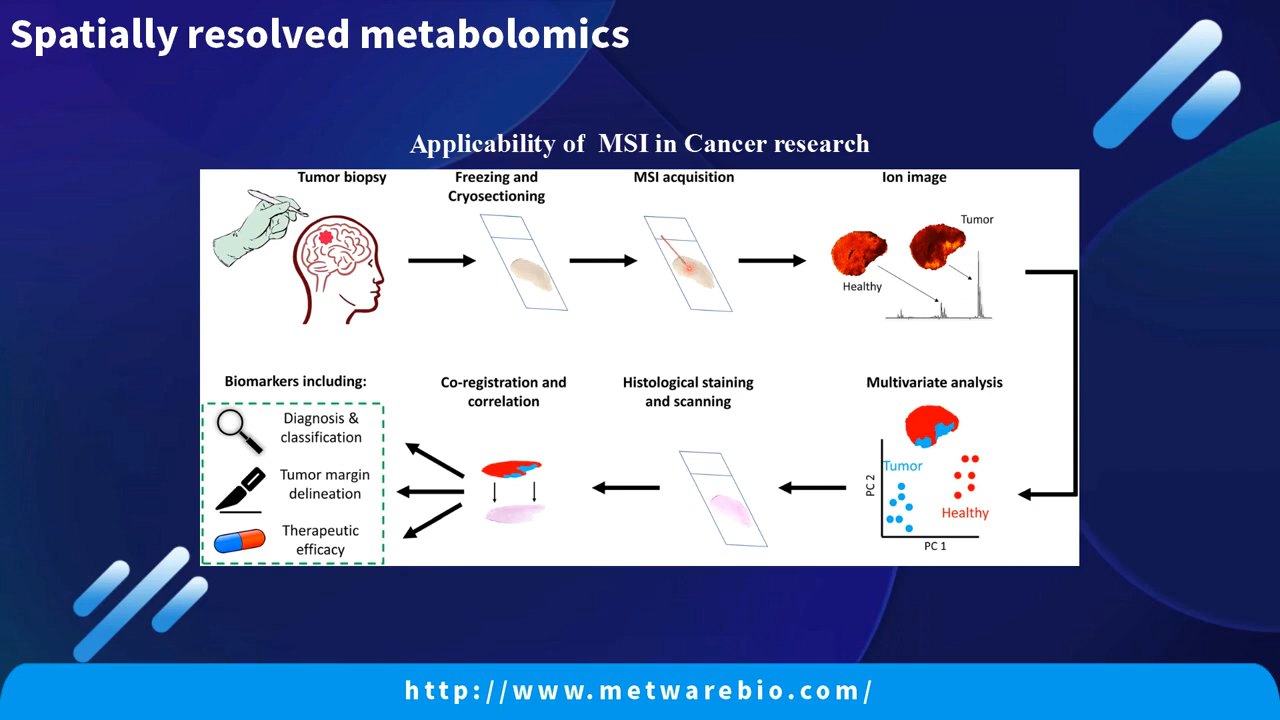 Spatially resolved metabolomics
Applicability of  MSI in Cancer research
Tumor biopsy
Freezing and
Cryosectioning
MSI acquisition
Ion image
Tumor
Healthy
Multivariate analysis
Tumor
Healthy
PC 2
PC 1
Histological staining
and scanning
Co-registration and
correlation
Biomarkers including:
Diagnosis &
classification
Tumor margin
delineation
Therapeutic
efficacy
http://www.metwarebio.com/